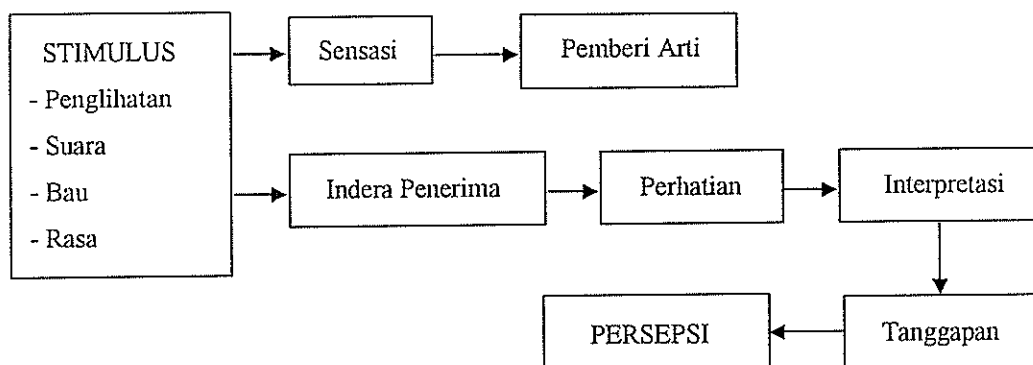 STIMULUS
- Penglihatan
- Suara
- Bau
- Rasa
Sensasi
Pemberi Arti
Indera Penerima
Perhatian
Interpretasi
Tanggapan
PERSEPSI